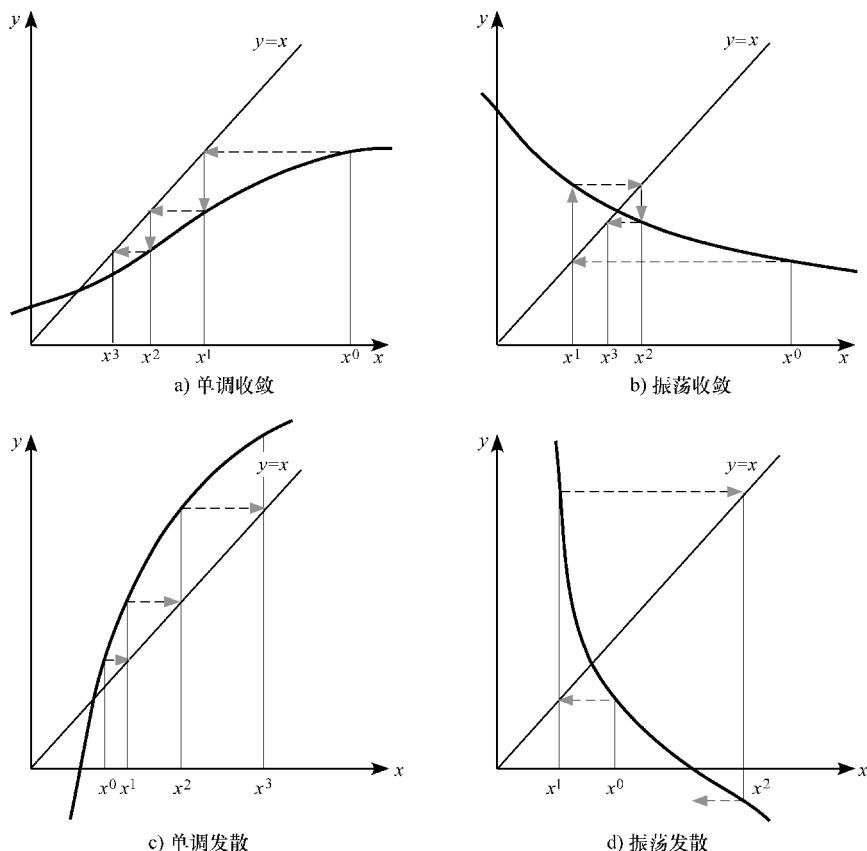 y
y=x
x³ x² x¹ x⁰ x
a) 单调收敛
y
y=x
x¹ x³ x² x⁰ x
b) 振荡收敛
y
y=x
x⁰ x¹ x² x³ x
c) 单调发散
y
y=x
x¹ x⁰ x² x
d) 振荡发散